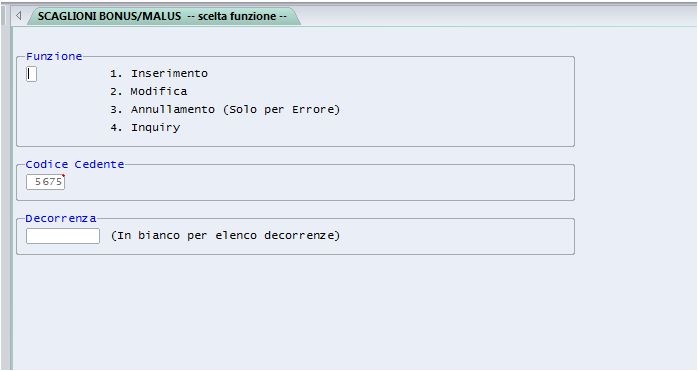 SCAGLIONI BONUS/MALUS -- scelta funzione --
Funzione
1. Inserimento
2. Modifica
3. Annullamento (Solo per Errore)
4. Inquiry
Codice Cedente
5675
Decorrenza
(In bianco per elenco decorrenze)